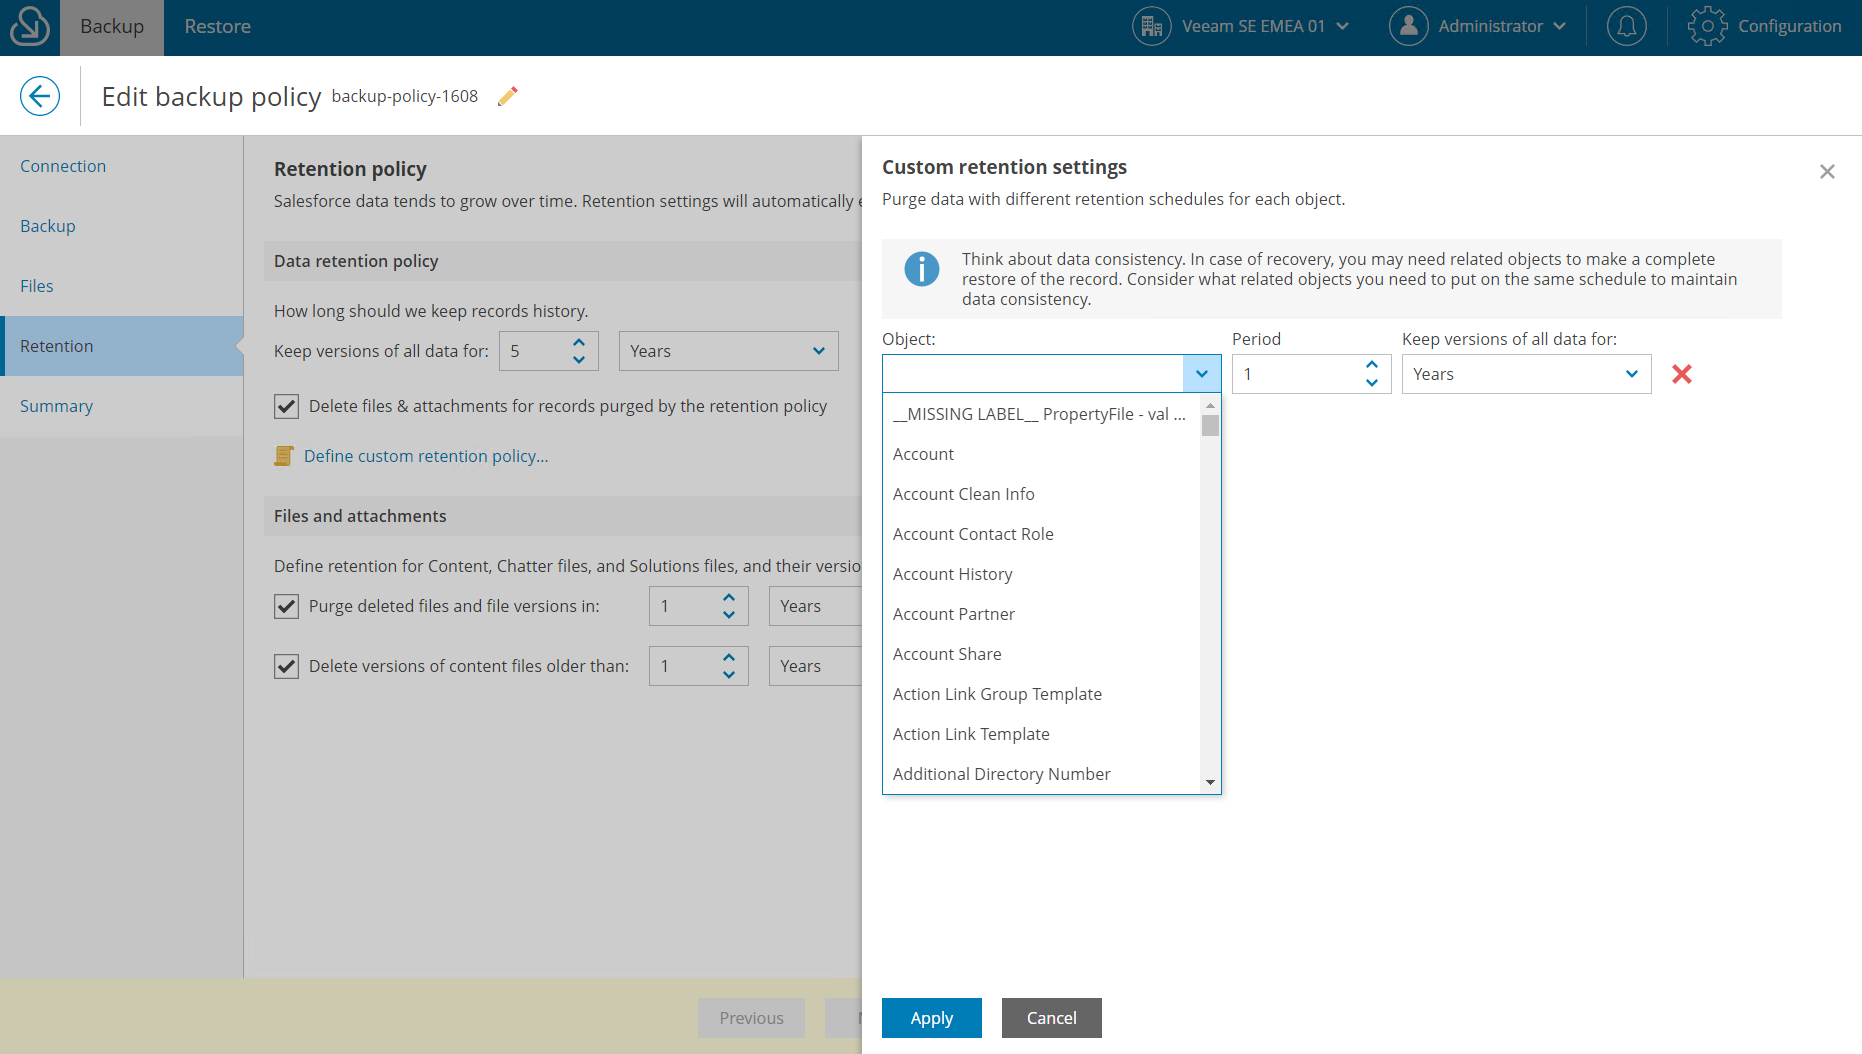 Backup
Restore
Veeam SE EMEA 01
Administrator
Configuration
Edit backup policy backup-policy-1608
Connection
Backup
Files
Retention
Summary
Retention policy
Salesforce data tends to grow over time. Retention settings will automatically
Data retention policy
How long should we keep records history.
Keep versions of all data for: 5 Years
Delete files & attachments for records purged by the retention policy
Define custom retention policy...
Files and attachments
Define retention for Content, Chatter files, and Solutions files, and their versio
Purge deleted files and file versions in: 1 Years
Delete versions of content files older than: 1 Years
Previous
Custom retention settings
Purge data with different retention schedules for each object.
Think about data consistency. In case of recovery, you may need related objects to make a complete
restore of the record. Consider what related objects you need to put on the same schedule to maintain
data consistency.
Object: Period Keep versions of all data for:
1 Years
__MISSING LABEL__ PropertyFile - val ...
Account
Account Clean Info
Account Contact Role
Account History
Account Partner
Account Share
Action Link Group Template
Action Link Template
Additional Directory Number
Apply
Cancel